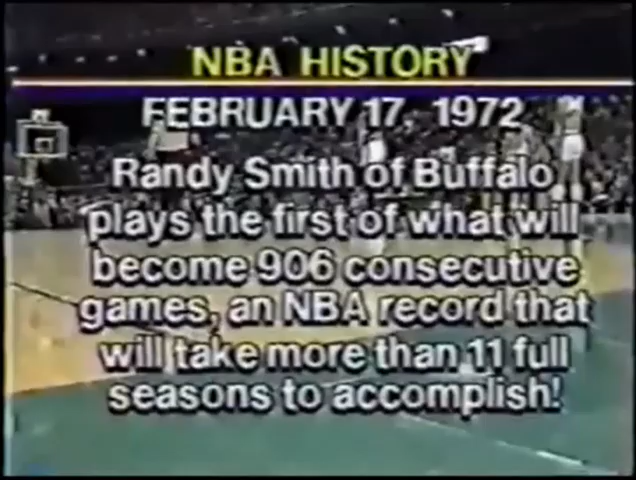 NBA HISTORY
FEBRUARY 17, 1972
Randy Smith of Buffalo
plays the first of what will
become 906 consecutive
games, an NBA record that
will take more than 11 full
seasons to accomplish!